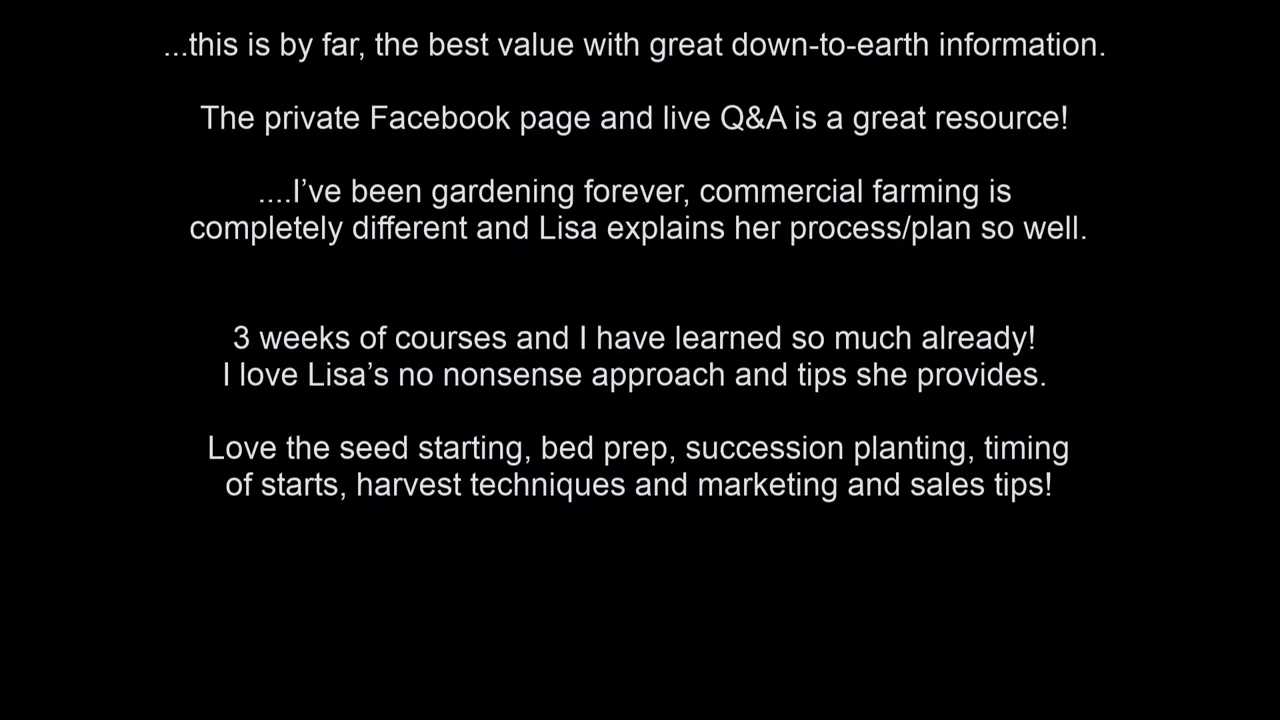 ...this is by far, the best value with great down-to-earth information.
The private Facebook page and live Q&A is a great resource!
....I’ve been gardening forever, commercial farming is
completely different and Lisa explains her process/plan so well.
3 weeks of courses and I have learned so much already!
I love Lisa’s no nonsense approach and tips she provides.
Love the seed starting, bed prep, succession planting, timing
of starts, harvest techniques and marketing and sales tips!